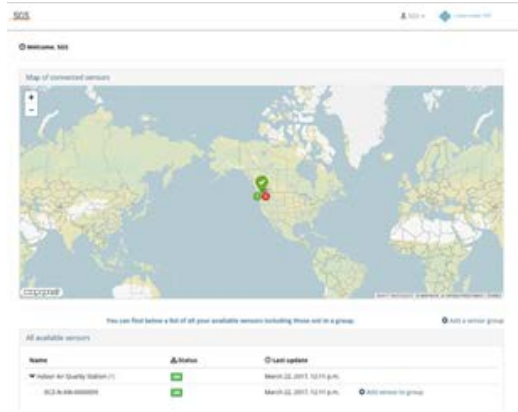 SGS
SGS
Welcome, SGS
Map of connected sensors
+
-
You can find below a list of all your available sensors including those not in a group.
Add a sensor group
All available sensors
Name
Status
Last update
Indoor Air Quality Station
March 22, 2017, 12:11 p.m.
March 22, 2017, 12:11 p.m.
Add sensor to group